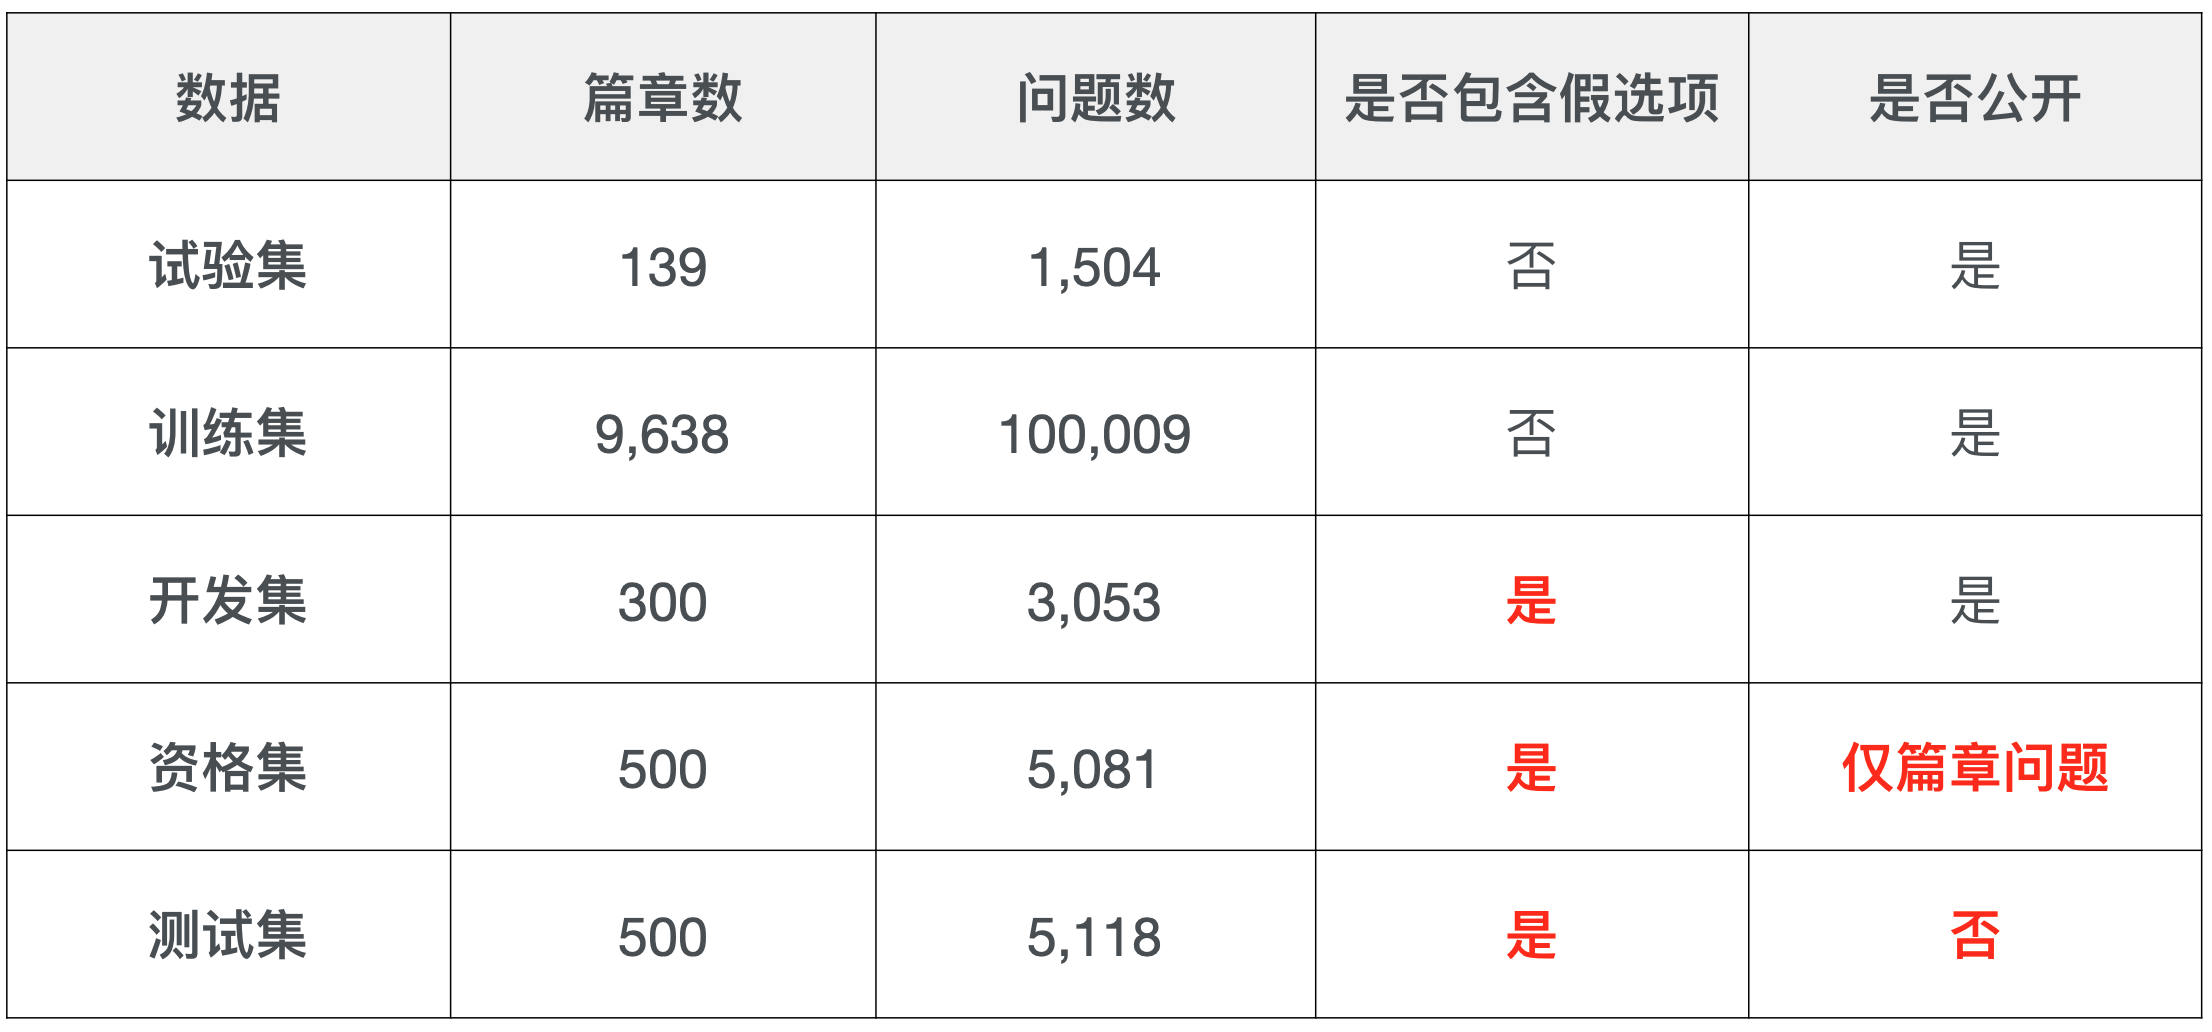 数据 篇章数 问题数 是否包含假选项 是否公开
试验集 139 1,504 否 是
训练集 9,638 100,009 否 是
开发集 300 3,053 是 是
资格集 500 5,081 是 仅篇章问题
测试集 500 5,118 是 否